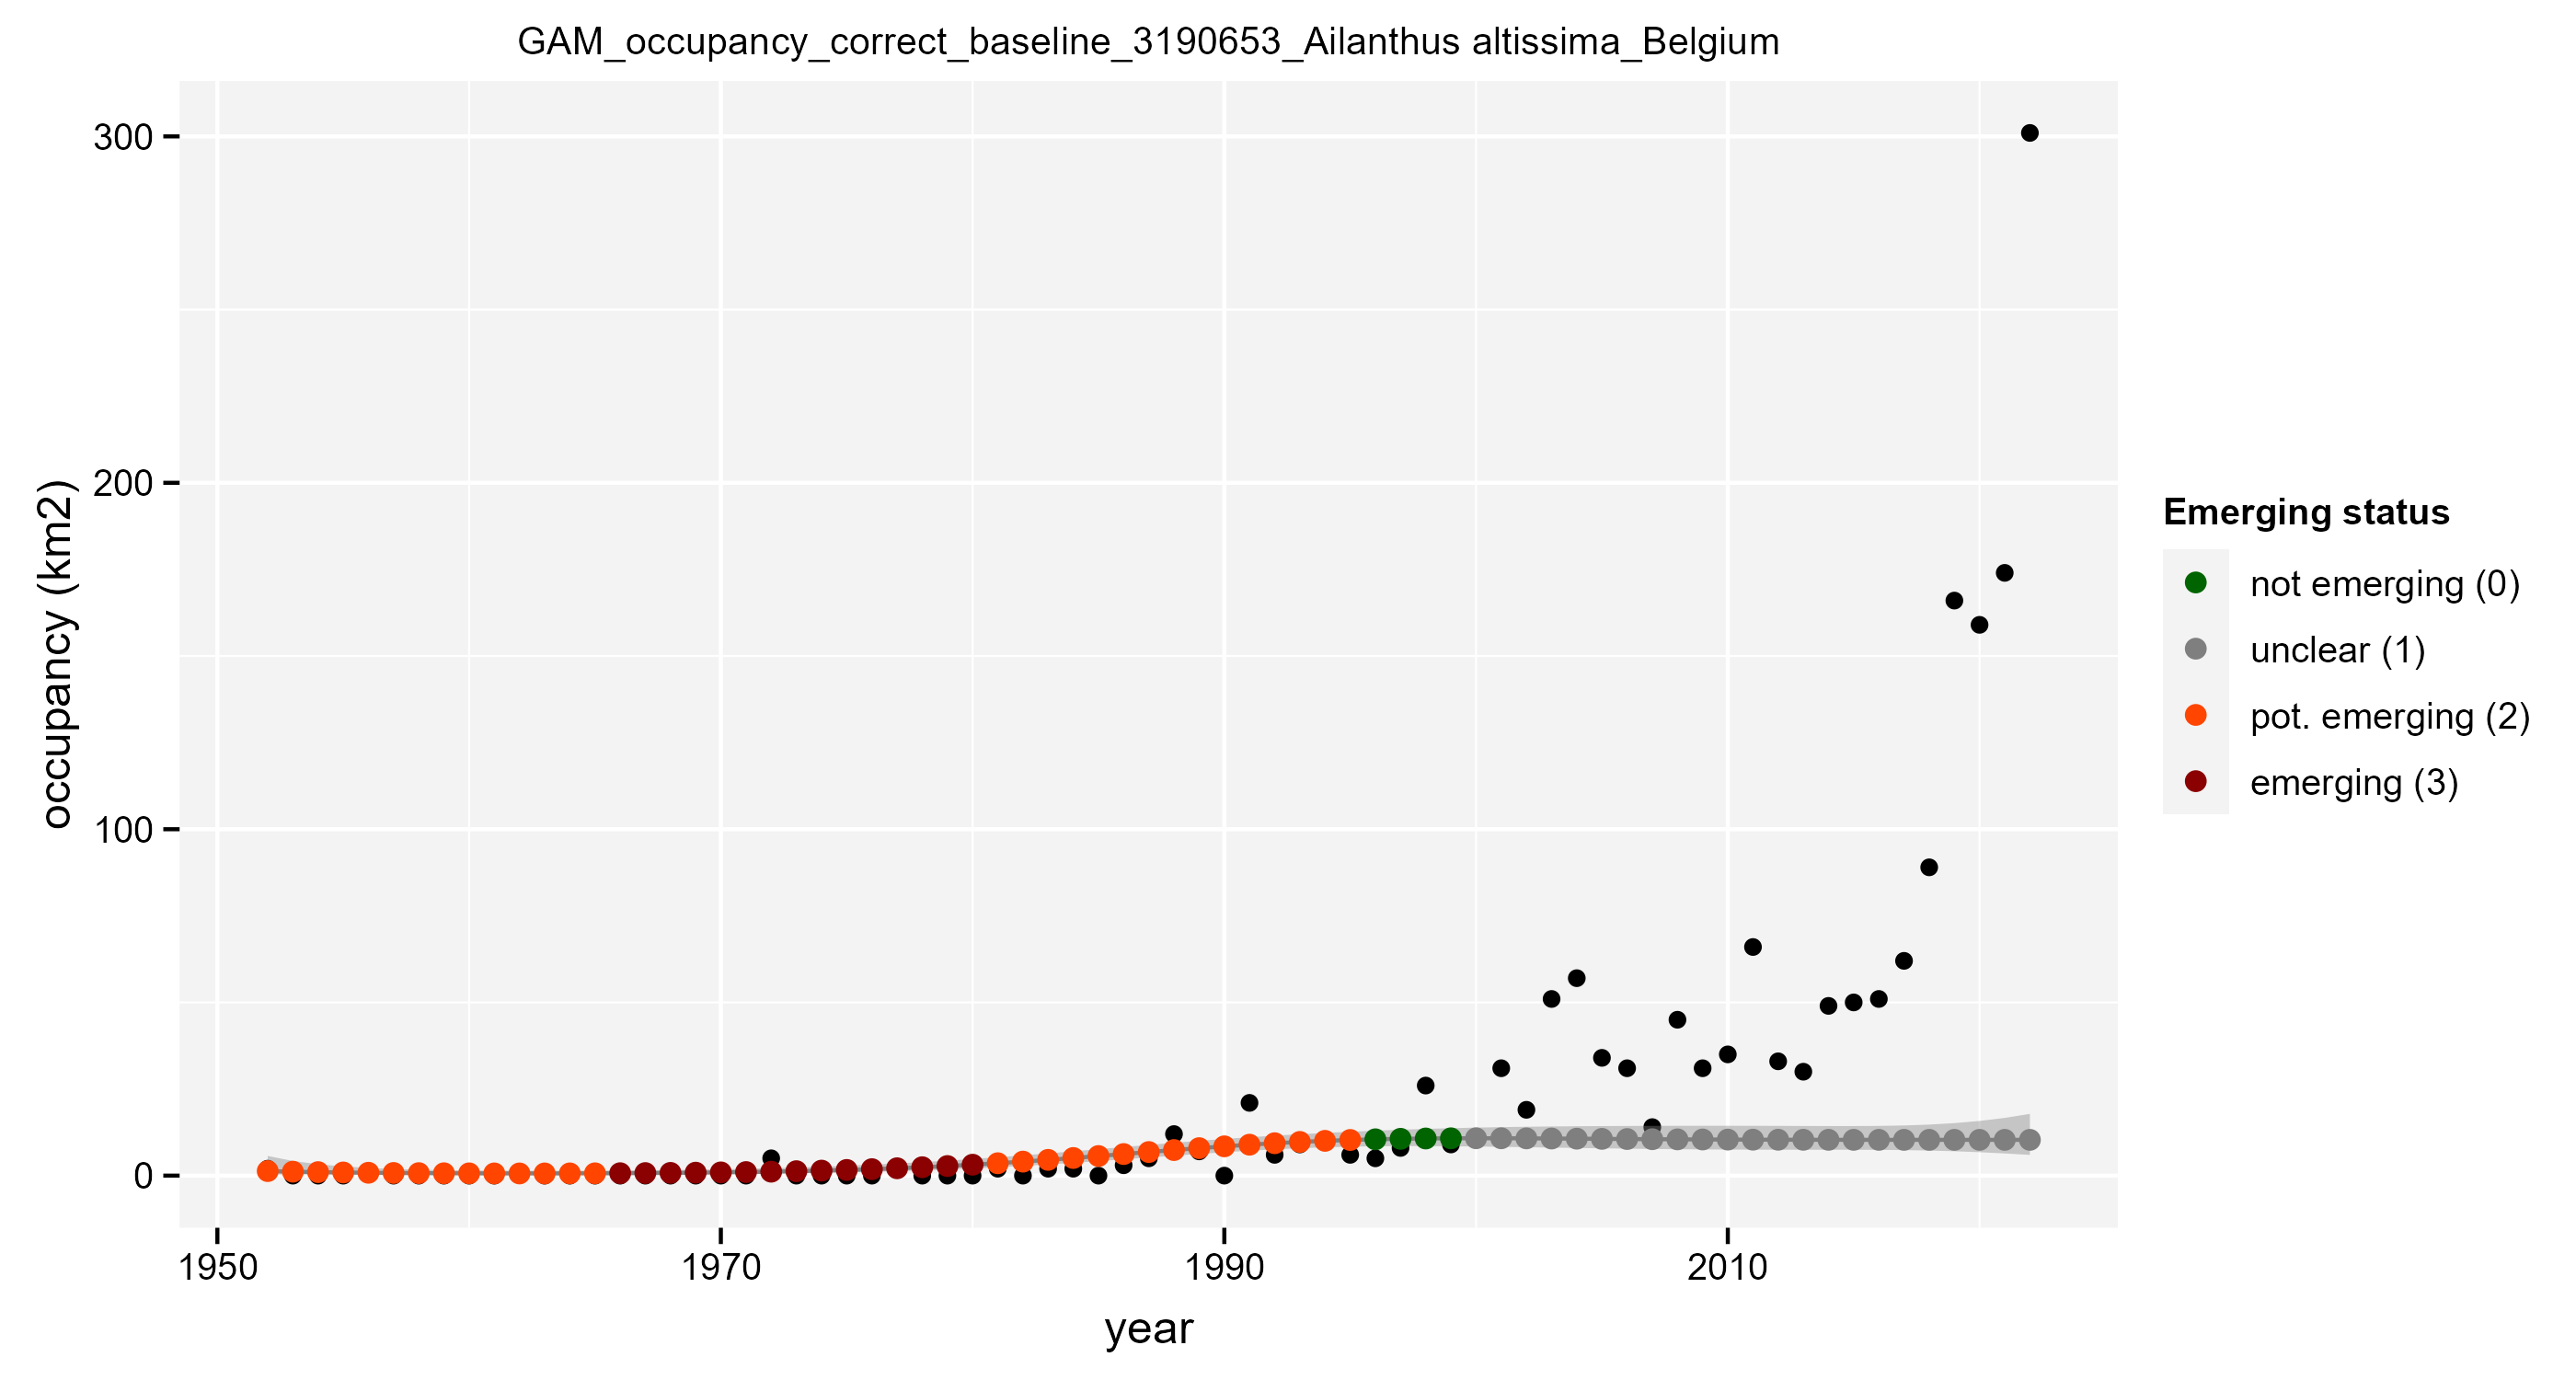 GAM_occupancy_correct_baseline_3190653_Ailanthus altissima_Belgium
occupancy (km2)
300
200
100
0
1950 1970 1990 2010
year
Emerging status
not emerging (0)
unclear (1)
pot. emerging (2)
emerging (3)